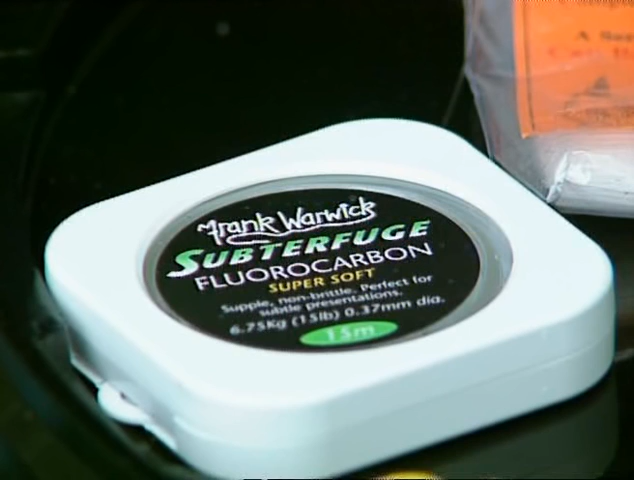 Frank Warwick
SUBTERFUGE
FLUOROCARBON
SUPER SOFT
Supple, non-brittle. Perfect for
subtle presentations.
6.75Kg (15lb) 0.37mm dia.
15m
A